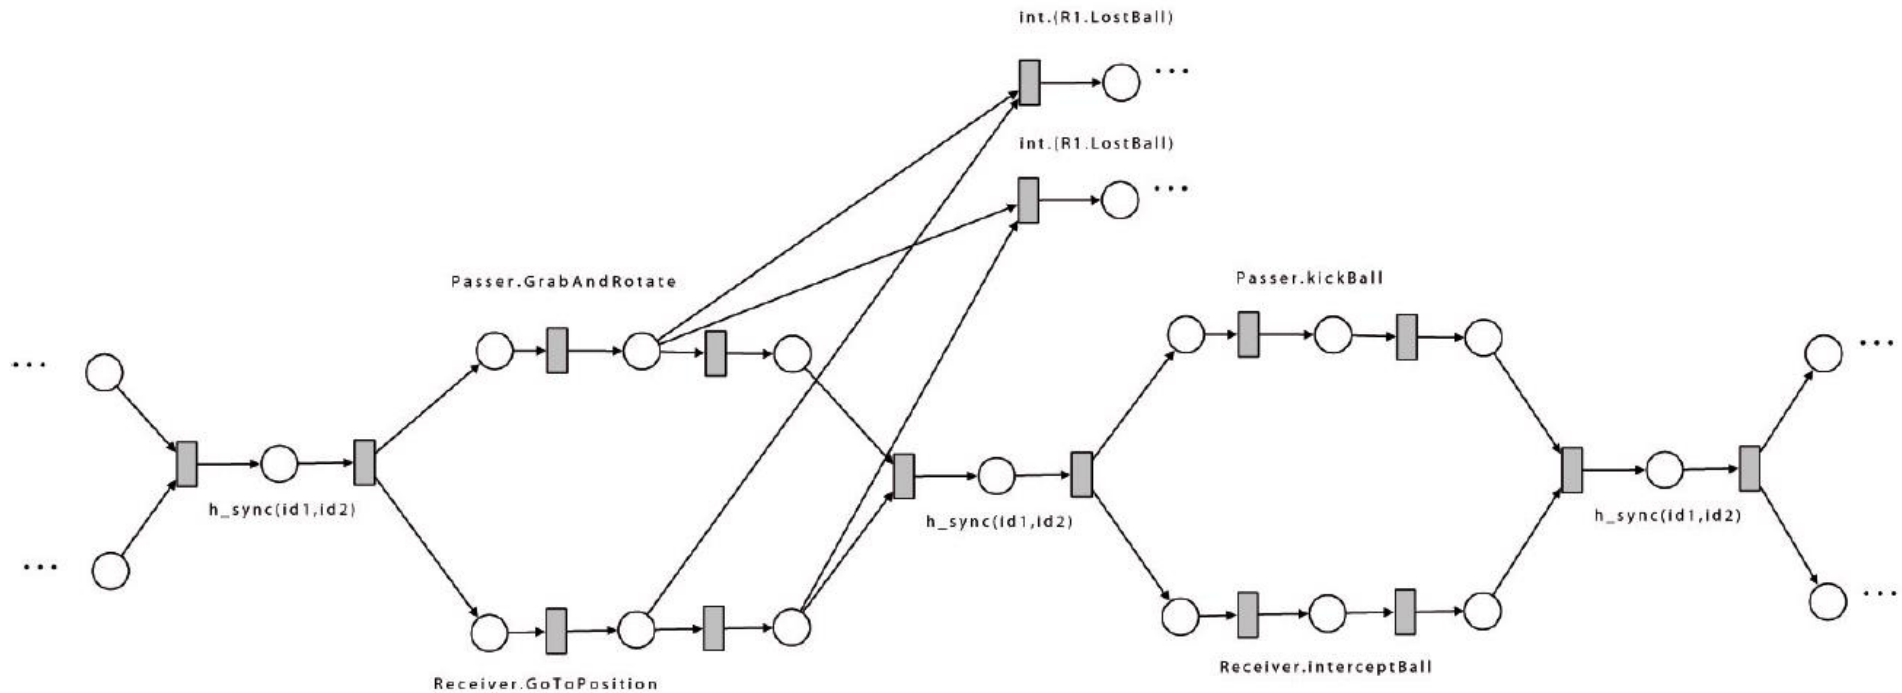 int.(R1.LostBall)
...
int.(R1.LostBall)
...
Passer.GrabAndRotate
Passer.kickBall
...
...
h_sync(id1,id2)
h_sync(id1,id2)
h_sync(id1,id2)
...
...
Receiver.interceptBall
Receiver.GoToPosition